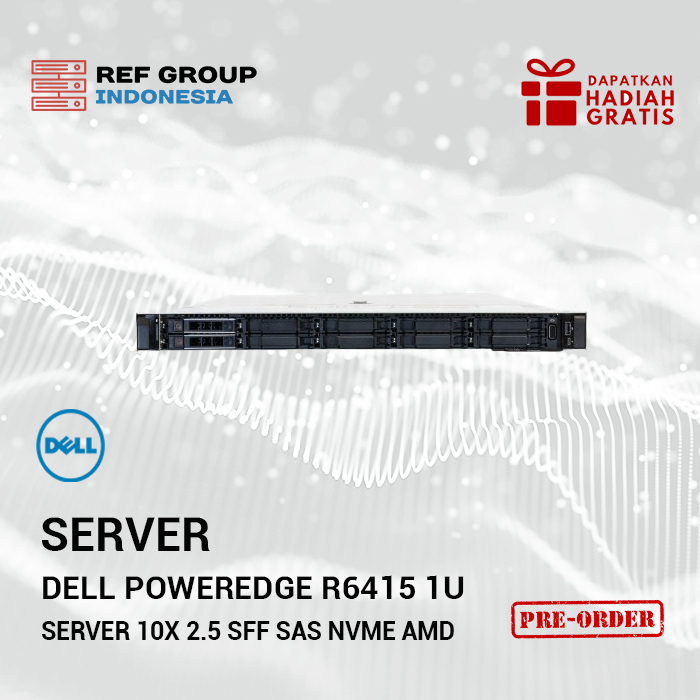 REF GROUP
INDONESIA
DAPATKAN
HADIAH
GRATIS
DELL
SERVER
DELL POWEREDGE R6415 1U
SERVER 10X 2.5 SFF SAS NVME AMD
PRE-ORDER